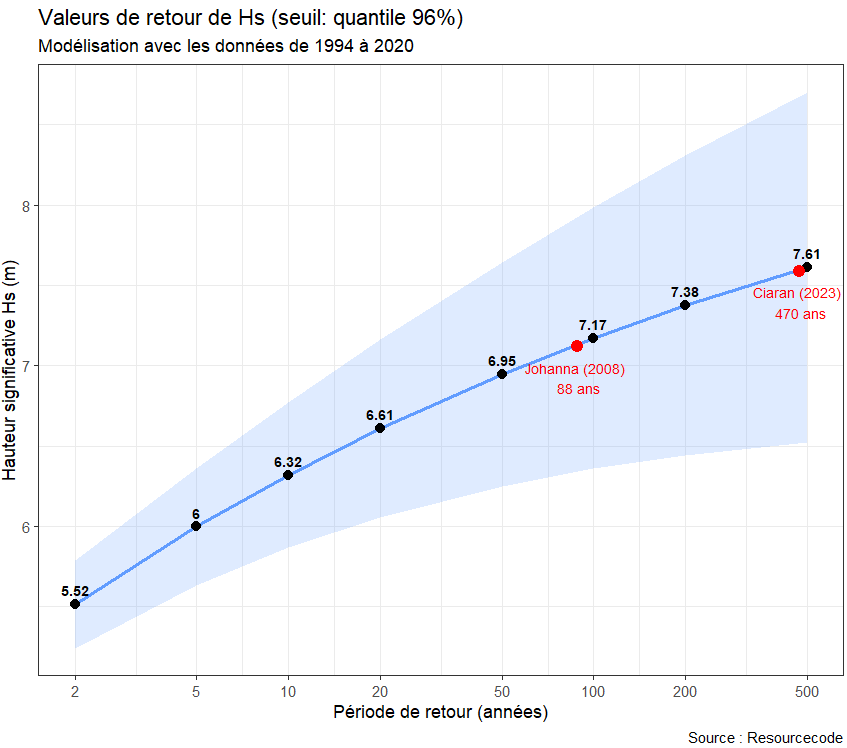 Valeurs de retour de Hs (seuil: quantile 96%)
Modélisation avec les données de 1994 à 2020
Hauteur significative Hs (m)
8
7
6
5.52
6
6.32
6.61
6.95
7.17
7.38
7.61
Johanna (2008)
88 ans
Ciaran (2023)
470 ans
2 5 10 20 50 100 200 500
Période de retour (années)
Source : Resourcecode